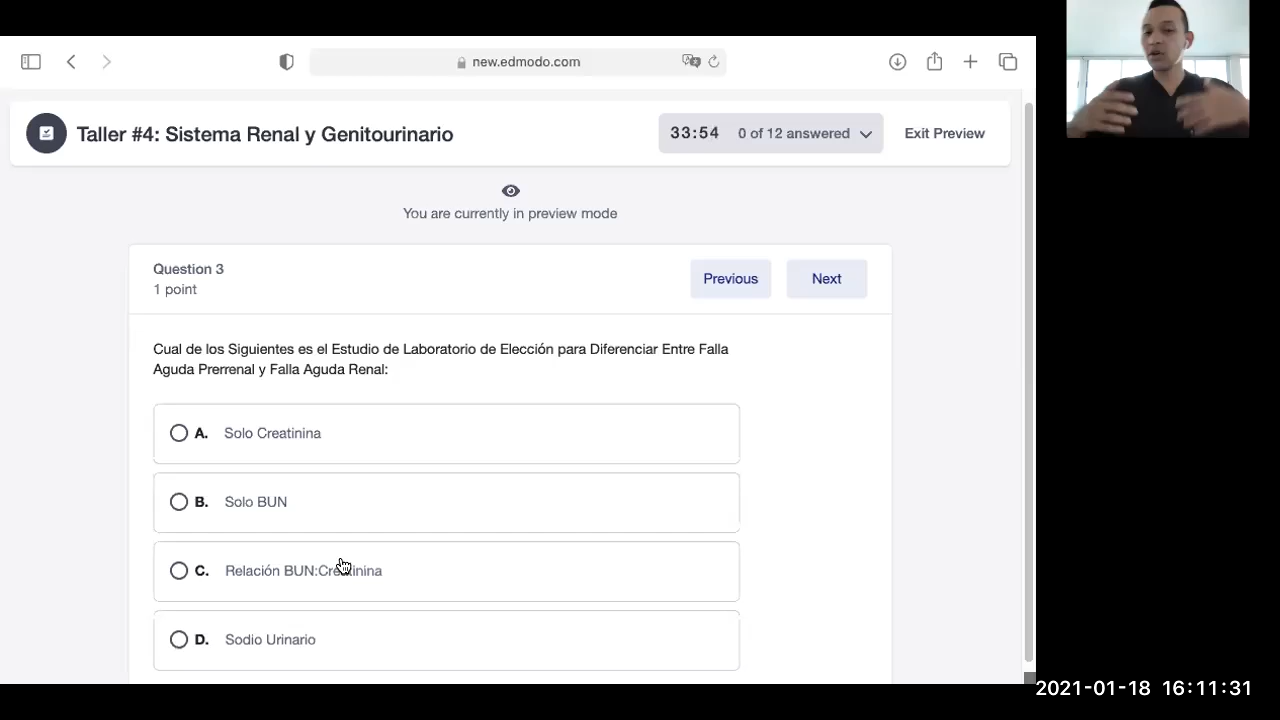 new.edmodo.com
Taller #4: Sistema Renal y Genitourinario
33:54
0 of 12 answered
Exit Preview
You are currently in preview mode
Question 3
1 point
Previous
Next
Cual de los Siguientes es el Estudio de Laboratorio de Elección para Diferenciar Entre Falla
Aguda Prerrenal y Falla Aguda Renal:
A. Solo Creatinina
B. Solo BUN
C. Relación BUN:Creatinina
D. Sodio Urinario
2021-01-18 16:11:31